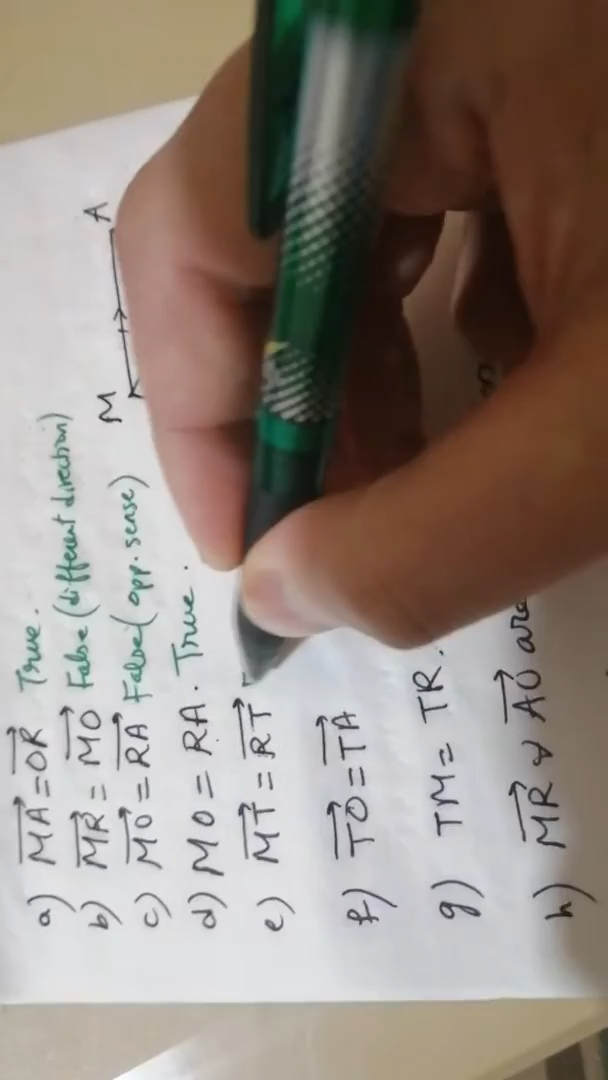 a) MA⃗ = OR⃗ True.
b) MR⃗ = MO⃗ False (different direction)
c) MO⃗ = RA⃗ False (opp. sense)
d) MO = RA. True.
e) MT⃗ = RT⃗
f) TO⃗ = TA⃗
g) TM = TR.
h) MR⃗ & AO⃗ are
M A